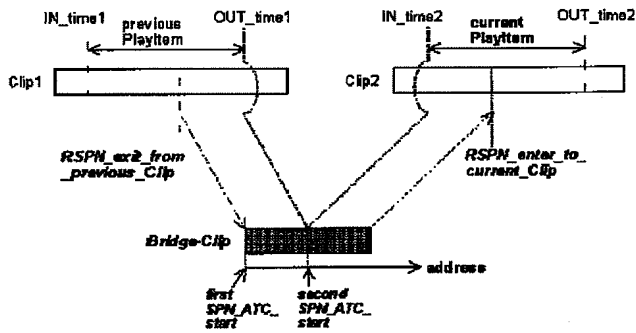 IN_time1
previous
PlayItem
OUT_time1
IN_time2
current
PlayItem
OUT_time2
Clip1
Clip2
RSPN_exit_from
_previous_Clip
RSPN_enter_to_
current_Clip
Bridge-Clip
address
first
SPN_ATC_
start
second
SPN_ATC_
start